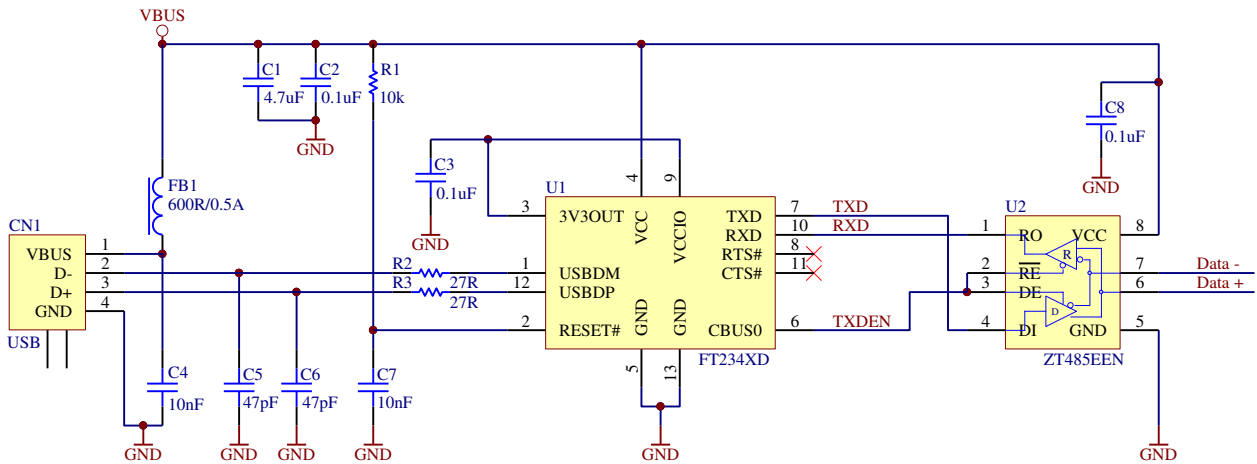 VBUS
C1
4.7uF
C2
0.1uF
R1
10k
GND
C8
0.1uF
GND
C3
0.1uF
GND
FB1
600R/0.5A
CN1
VBUS
D-
D+
GND
1
2
3
4
USB
R2
27R
R3
27R
U1
3
3V3OUT
1
USBDM
12
USBDP
2
RESET#
4
VCC
9
VCCIO
GND
5
GND
13
TXD
7
RXD
10
RTS#
8
CTS#
11
CBUS0
6
FT234XD
TXD
RXD
TXDEN
U2
1
RO
2
RE
3
DE
4
DI
VCC
8
7
6
GND
5
R
D
ZT485EEN
Data -
Data +
C4
10nF
C5
47pF
C6
47pF
C7
10nF
GND
GND
GND
GND
GND
GND